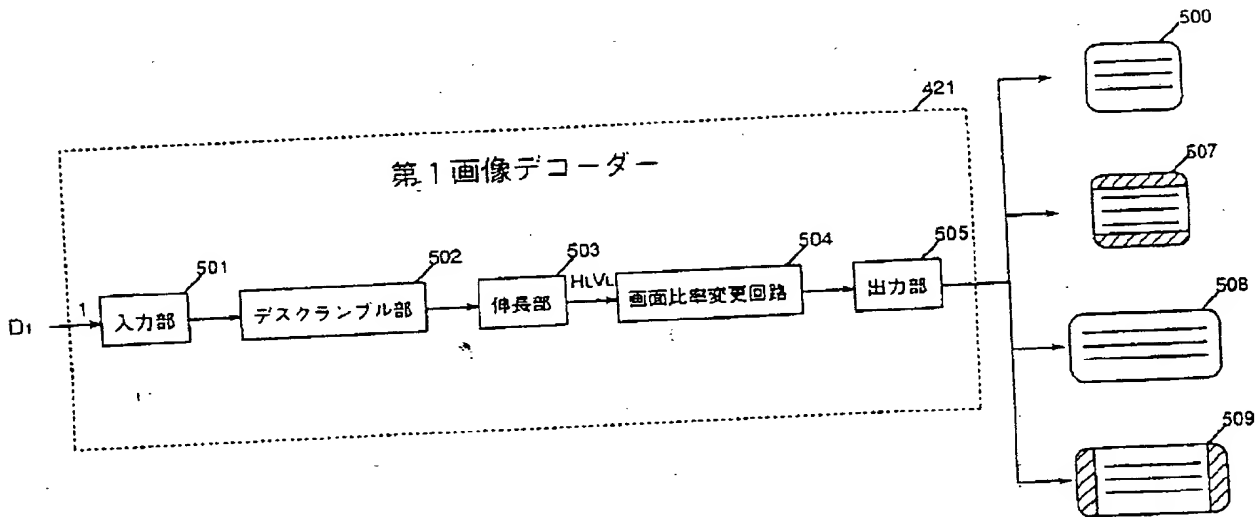 500
421
第1画像デコーダー
507
501
502
503
HLVL
504
505
D1
1
入力部
デスクランブル部
伸長部
画面比率変更回路
出力部
508
509